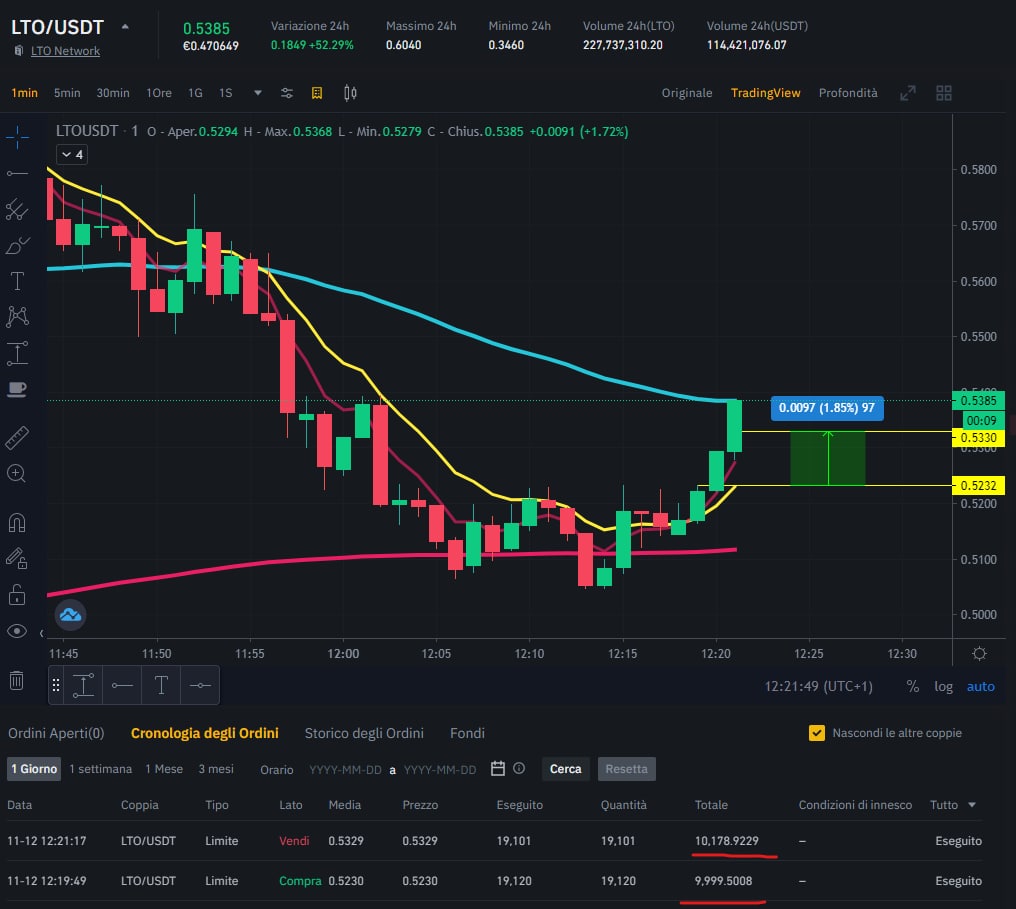 LTO/USDT
LTO Network
0.5385
€0.470649
Variazione 24h
0.1849 +52.29%
Massimo 24h
0.6040
Minimo 24h
0.3460
Volume 24h(LTO)
227,737,310.20
Volume 24h(USDT)
114,421,076.07
1min 5min 30min 1Ore 1G 1S
Originale TradingView Profondità
LTOUSDT · 1 O - Aper.0.5294 H - Max.0.5368 L - Min.0.5279 C - Chius.0.5385 +0.0091 (+1.72%)
4
0.5800
0.5700
0.5600
0.5500
0.5400
0.5385
00:09
0.5330
0.5300
0.5232
0.5200
0.5100
0.5000
0.0097 (1.85%) 97
11:45 11:50 11:55 12:00 12:05 12:10 12:15 12:20 12:25 12:30
T
12:21:49 (UTC+1) % log auto
Ordini Aperti(0) Cronologia degli Ordini Storico degli Ordini Fondi Nascondi le altre coppie
1 Giorno 1 settimana 1 Mese 3 mesi Orario YYYY-MM-DD a YYYY-MM-DD Cerca Resetta
Data Coppia Tipo Lato Media Prezzo Eseguito Quantità Totale Condizioni di innesco Tutto
11-12 12:21:17 LTO/USDT Limite Vendi 0.5329 0.5329 19,101 19,101 10,178.9229 – Eseguito
11-12 12:19:49 LTO/USDT Limite Compra 0.5230 0.5230 19,120 19,120 9,999.5008 – Eseguito